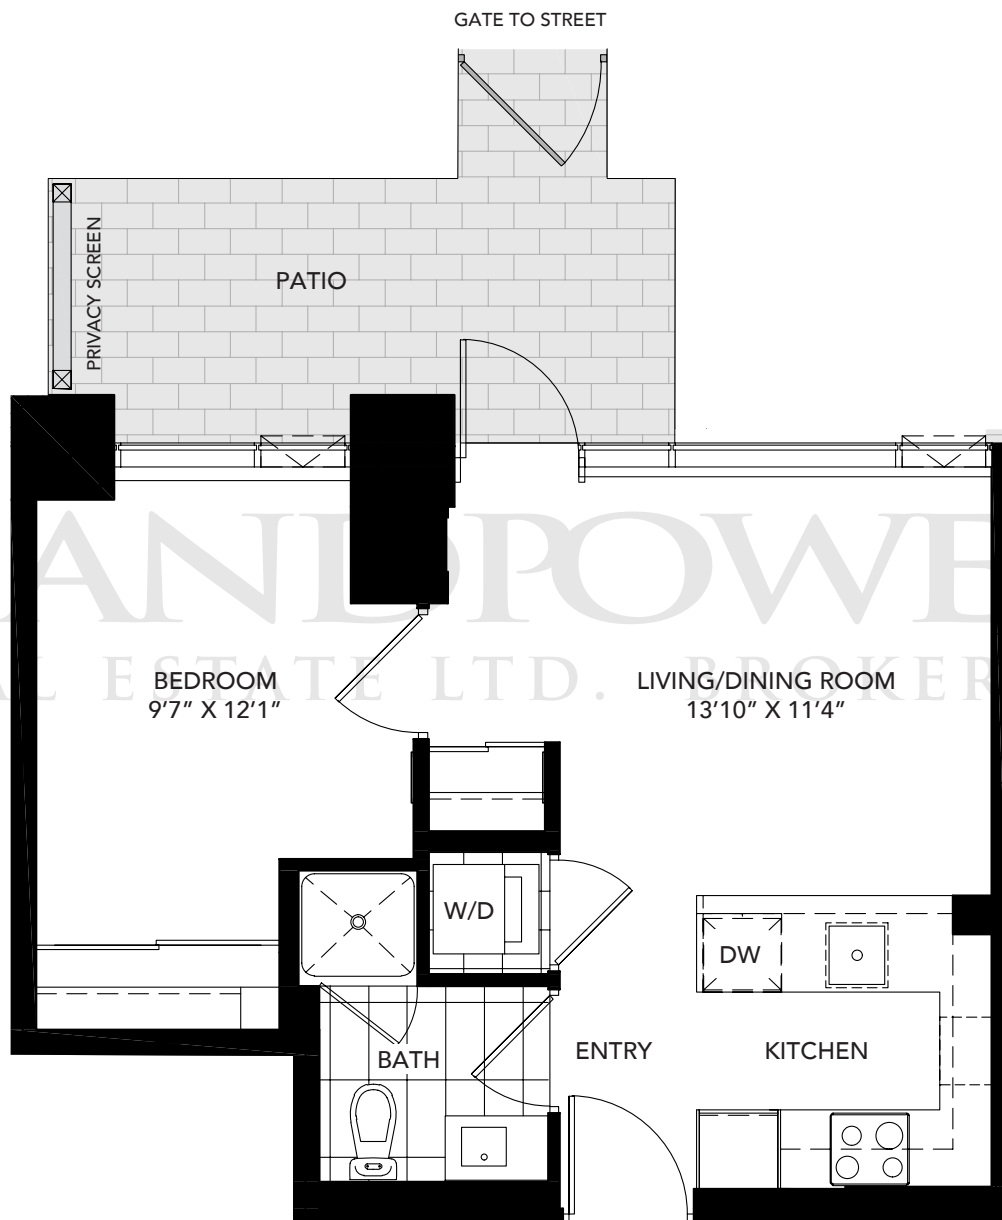 GATE TO STREET
PATIO
PRIVACY SCREEN
ANDPOWE
AL ESTATE LTD. BROKER
BEDROOM
9'7" X 12'1"
LIVING/DINING ROOM
13'10" X 11'4"
W/D
DW
BATH
ENTRY
KITCHEN